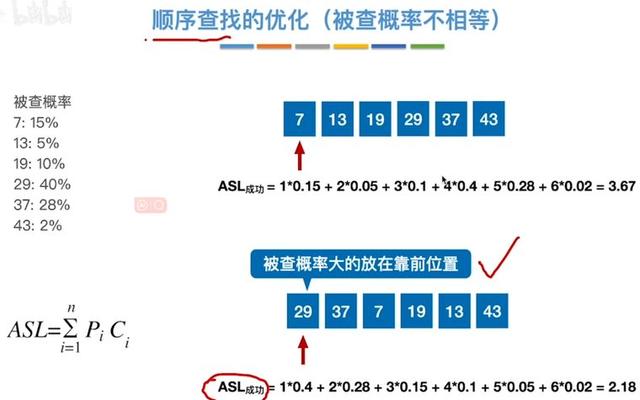 bilibili
顺序查找的优化（被查概率不相等）
被查概率
7: 15%
13: 5%
19: 10%
29: 40%
37: 28%
43: 2%
7 13 19 29 37 43
ASL成功 = 1*0.15 + 2*0.05 + 3*0.1 + 4*0.4 + 5*0.28 + 6*0.02 = 3.67
被查概率大的放在靠前位置
29 37 7 19 13 43
ASL=∑ⁿᵢ₌₁ Pᵢ Cᵢ
ASL成功 = 1*0.4 + 2*0.28 + 3*0.15 + 4*0.1 + 5*0.05 + 6*0.02 = 2.18